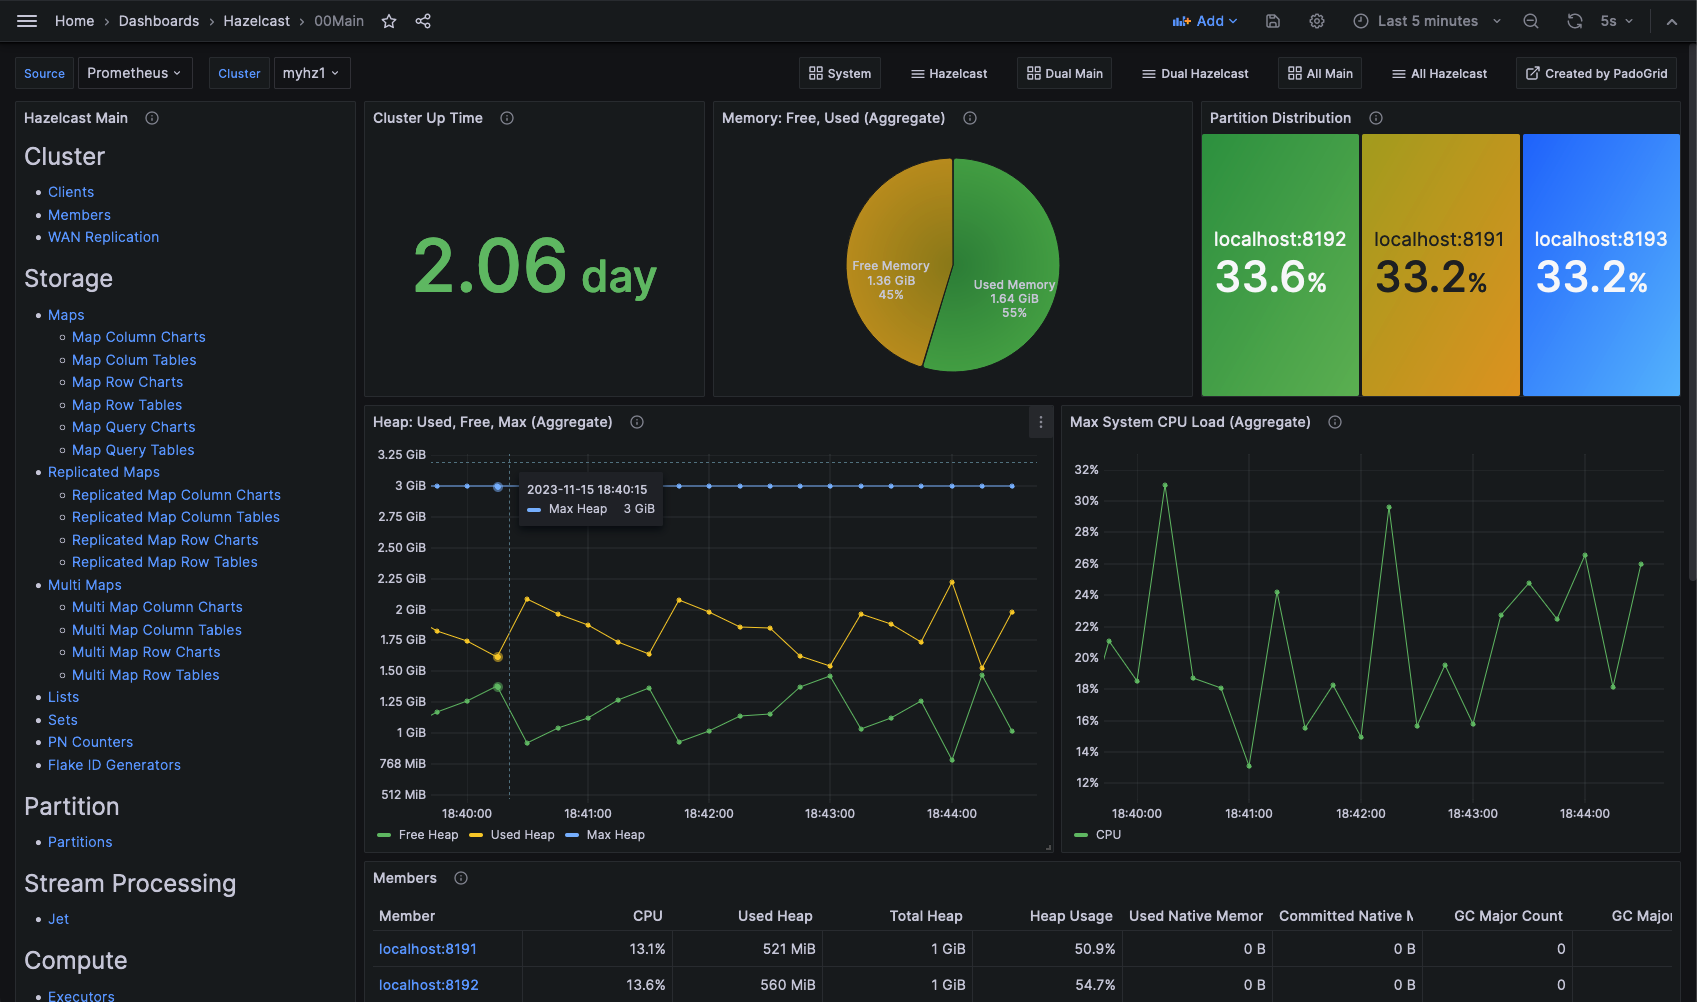 Home › Dashboards › Hazelcast › 00Main
Add
Last 5 minutes
5s
Source
Prometheus
Cluster
myhz1
System
Hazelcast
Dual Main
Dual Hazelcast
All Main
All Hazelcast
Created by PadoGrid
Hazelcast Main
Cluster
Clients
Members
WAN Replication
Storage
Maps
Map Column Charts
Map Colum Tables
Map Row Charts
Map Row Tables
Map Query Charts
Map Query Tables
Replicated Maps
Replicated Map Column Charts
Replicated Map Column Tables
Replicated Map Row Charts
Replicated Map Row Tables
Multi Maps
Multi Map Column Charts
Multi Map Column Tables
Multi Map Row Charts
Multi Map Row Tables
Lists
Sets
PN Counters
Flake ID Generators
Partition
Partitions
Stream Processing
Jet
Compute
Executors
Cluster Up Time
2.06 day
Memory: Free, Used (Aggregate)
Free Memory
1.36 GiB
45%
Used Memory
1.64 GiB
55%
Partition Distribution
localhost:8192
33.6%
localhost:8191
33.2%
localhost:8193
33.2%
Heap: Used, Free, Max (Aggregate)
3.25 GiB
3 GiB
2.75 GiB
2.50 GiB
2.25 GiB
2 GiB
1.75 GiB
1.50 GiB
1.25 GiB
1 GiB
768 MiB
512 MiB
2023-11-15 18:40:15
Max Heap 3 GiB
18:40:00 18:41:00 18:42:00 18:43:00 18:44:00
Free Heap Used Heap Max Heap
Max System CPU Load (Aggregate)
32%
30%
28%
26%
24%
22%
20%
18%
16%
14%
12%
18:40:00 18:41:00 18:42:00 18:43:00 18:44:00
CPU
Members
Member CPU Used Heap Total Heap Heap Usage Used Native Memor Committed Native M GC Major Count GC Major
localhost:8191 13.1% 521 MiB 1 GiB 50.9% 0 B 0 B 0
localhost:8192 13.6% 560 MiB 1 GiB 54.7% 0 B 0 B 0